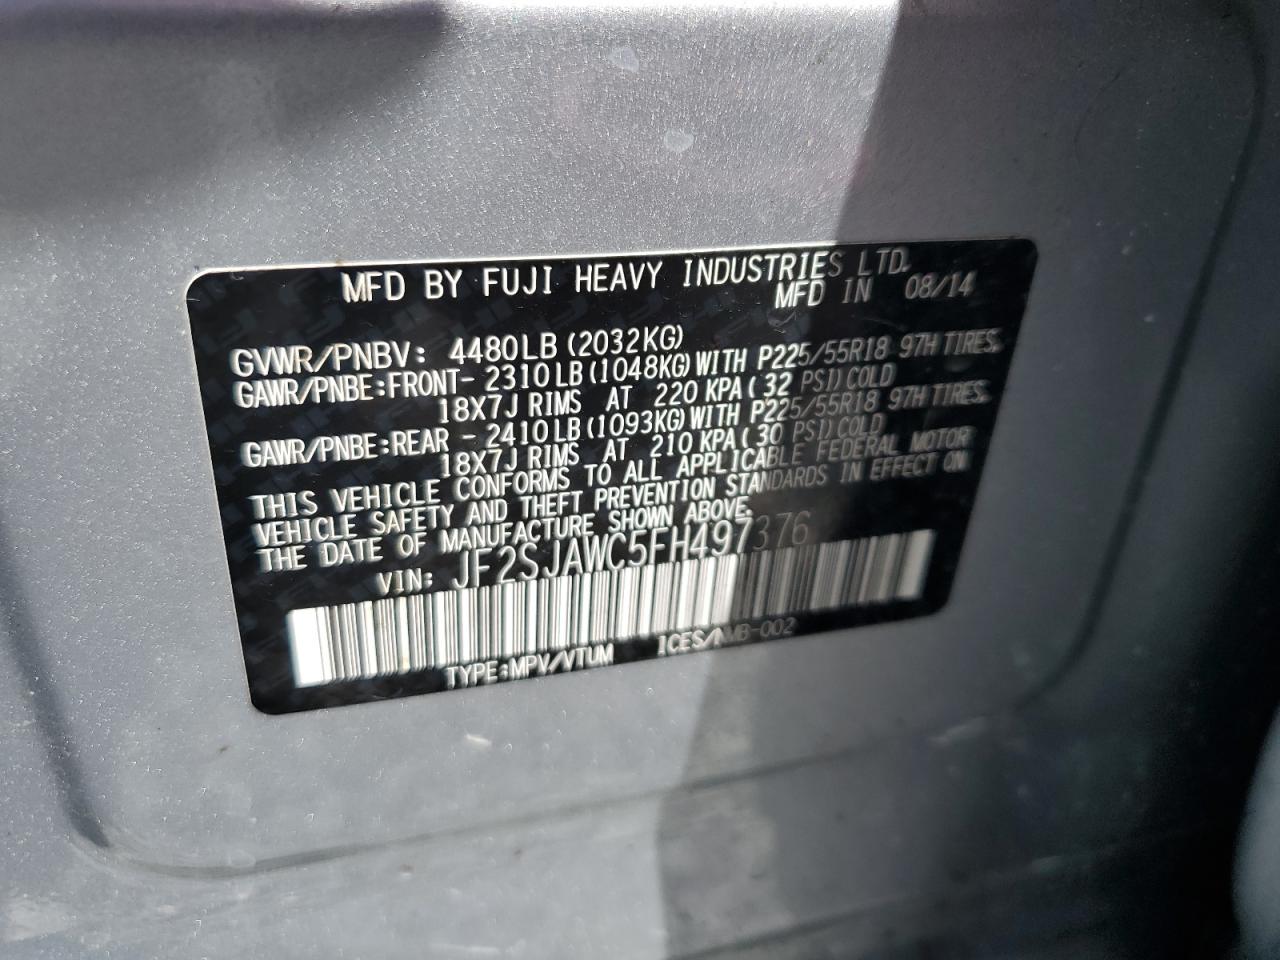 MFD BY FUJI HEAVY INDUSTRIES LTD.
MFD IN 08/14
GVWR/PNBV: 4480LB (2032KG)
GAWR/PNBE:FRONT- 2310LB (1048KG) WITH P225/55R18 97H TIRES,
18X7J RIMS AT 220 KPA (32 PSI) COLD
GAWR/PNBE:REAR - 2410LB (1093KG) WITH P225/55R18 97H TIRES,
18X7J RIMS AT 210 KPA (30 PSI) COLD
THIS VEHICLE CONFORMS TO ALL APPLICABLE FEDERAL MOTOR
VEHICLE SAFETY AND THEFT PREVENTION STANDARDS IN EFFECT ON
THE DATE OF MANUFACTURE SHOWN ABOVE.
VIN: JF2SJAWC5FH497376
TYPE:MPV/VTUM ICES/NMB-002